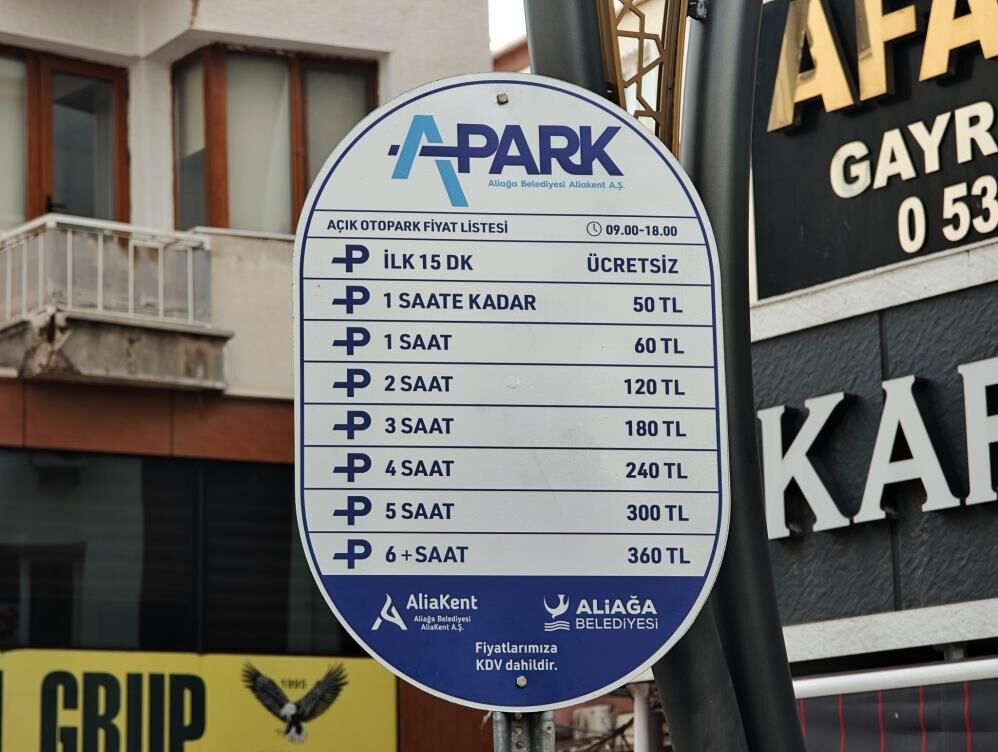 APARK
Aliağa Belediyesi Aliakent A.Ş.
AÇIK OTOPARK FİYAT LİSTESİ 09.00-18.00
İLK 15 DK ÜCRETSİZ
1 SAATE KADAR 50 TL
1 SAAT 60 TL
2 SAAT 120 TL
3 SAAT 180 TL
4 SAAT 240 TL
5 SAAT 300 TL
6+SAAT 360 TL
AliaKent
Aliağa Belediyesi
AliaKent A.Ş.
ALİAĞA
BELEDİYESİ
Fiyatlarımıza
KDV dahildir.
AFA
GAYR
0 53
KAR
GRUP
1995